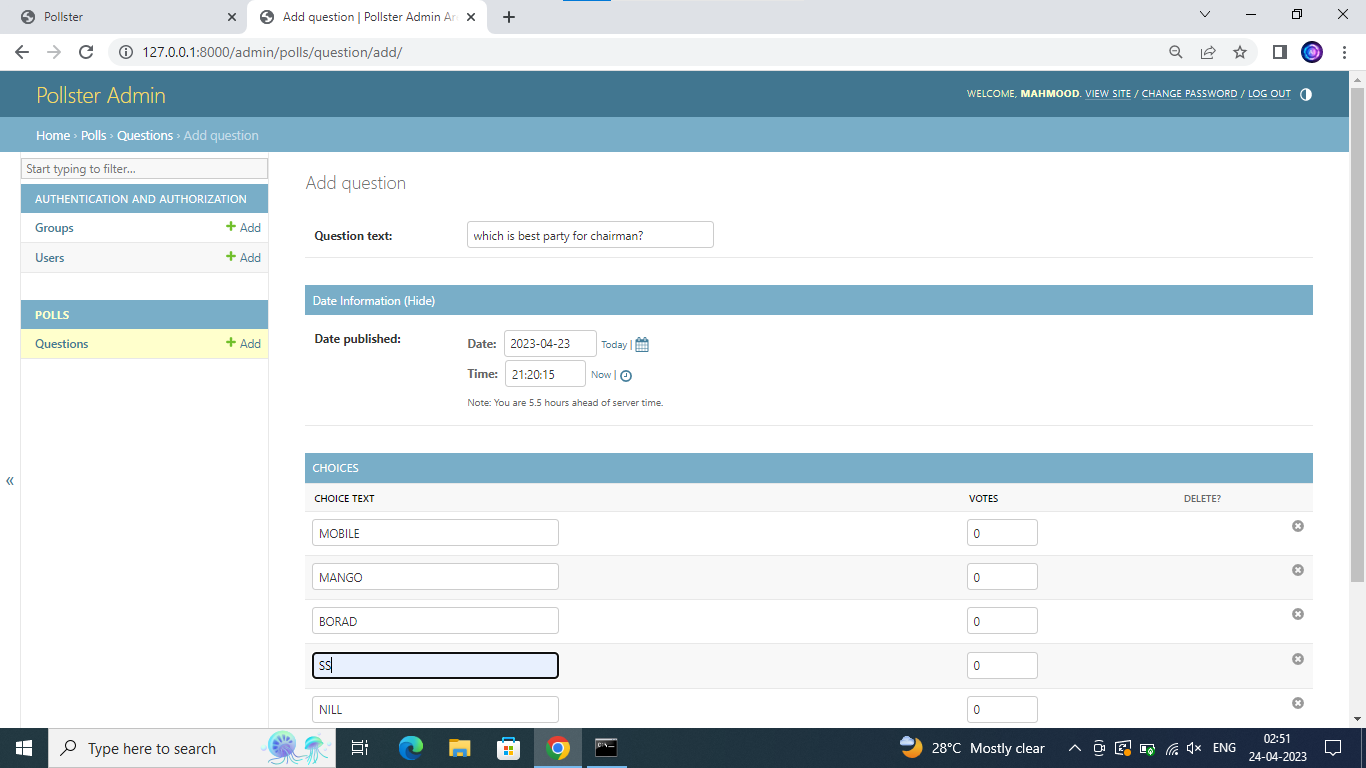 Pollster
Add question | Pollster Admin Ar
127.0.0.1:8000/admin/polls/question/add/
Pollster Admin
WELCOME, MAHMOOD. VIEW SITE / CHANGE PASSWORD / LOG OUT
Home › Polls › Questions › Add question
Start typing to filter...
AUTHENTICATION AND AUTHORIZATION
Groups + Add
Users + Add
POLLS
Questions + Add
«
Add question
Question text: which is best party for chairman?
Date Information (Hide)
Date published:
Date: 2023-04-23 Today |
Time: 21:20:15 Now |
Note: You are 5.5 hours ahead of server time.
CHOICES
CHOICE TEXT VOTES DELETE?
MOBILE 0
MANGO 0
BORAD 0
SS 0
NILL 0
Type here to search
28°C Mostly clear
ENG
02:51
24-04-2023